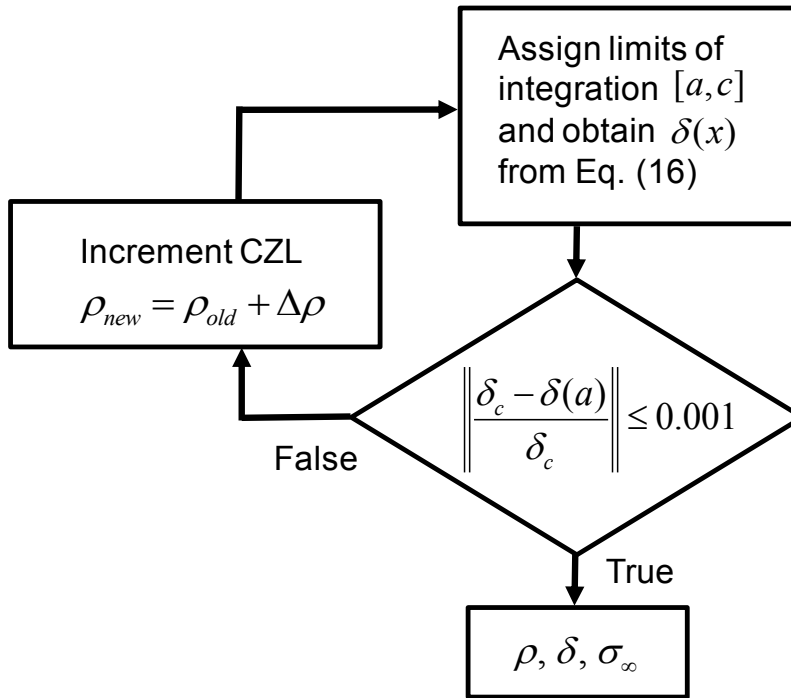 Assign limits of
integration [a, c]
and obtain δ(x)
from Eq. (16)
Increment CZL
ρ_new = ρ_old + Δρ
‖(δ_c − δ(a))/δ_c‖ ≤ 0.001
False
True
ρ, δ, σ_∞